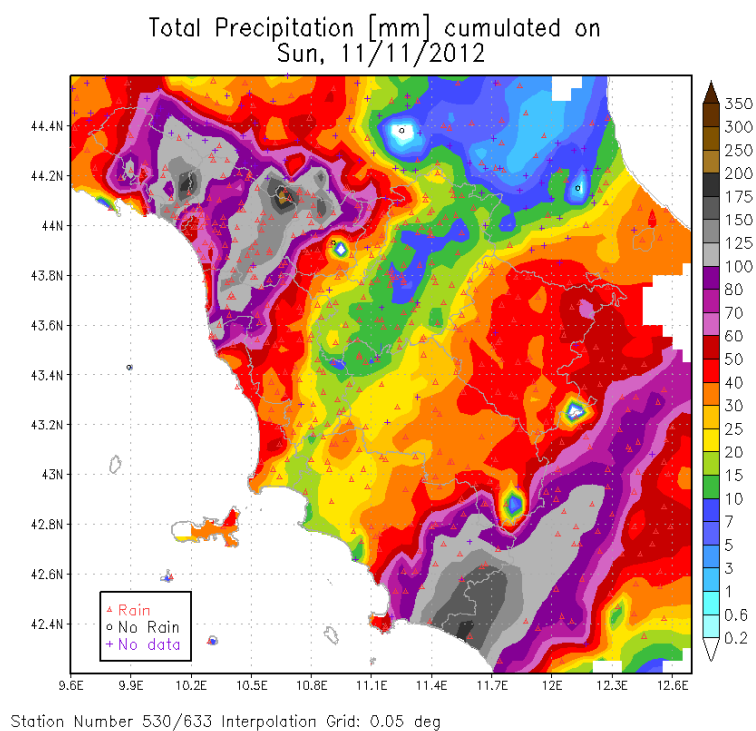 Total Precipitation [mm] cumulated on
Sun, 11/11/2012
44.4N
44.2N
44N
43.8N
43.6N
43.4N
43.2N
43N
42.8N
42.6N
42.4N
9.6E 9.9E 10.2E 10.5E 10.8E 11.1E 11.4E 11.7E 12E 12.3E 12.6E
Rain
No Rain
No data
350
300
250
200
175
150
125
100
80
70
60
50
40
30
25
20
15
10
7
5
3
1
0.6
0.2
Station Number 530/633 Interpolation Grid: 0.05 deg